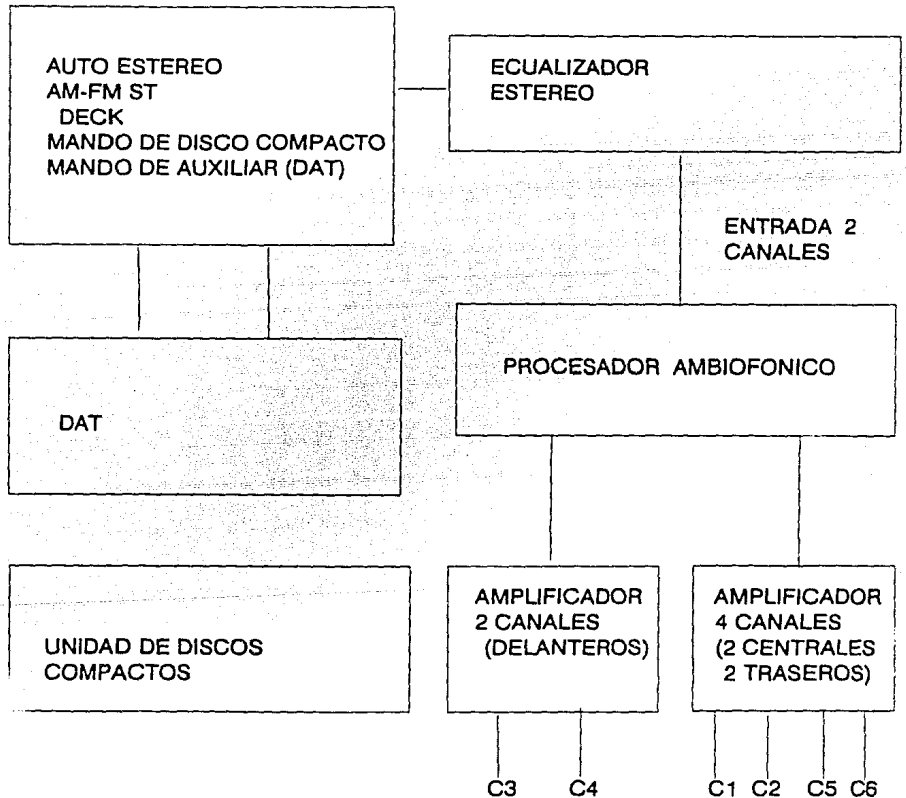 AUTO ESTEREO
AM-FM ST
DECK
MANDO DE DISCO COMPACTO
MANDO DE AUXILIAR (DAT)
ECUALIZADOR
ESTEREO
ENTRADA 2
CANALES
PROCESADOR AMBIOFONICO
DAT
UNIDAD DE DISCOS
COMPACTOS
AMPLIFICADOR
2 CANALES
(DELANTEROS)
AMPLIFICADOR
4 CANALES
(2 CENTRALES
2 TRASEROS)
C3 C4 C1 C2 C5 C6